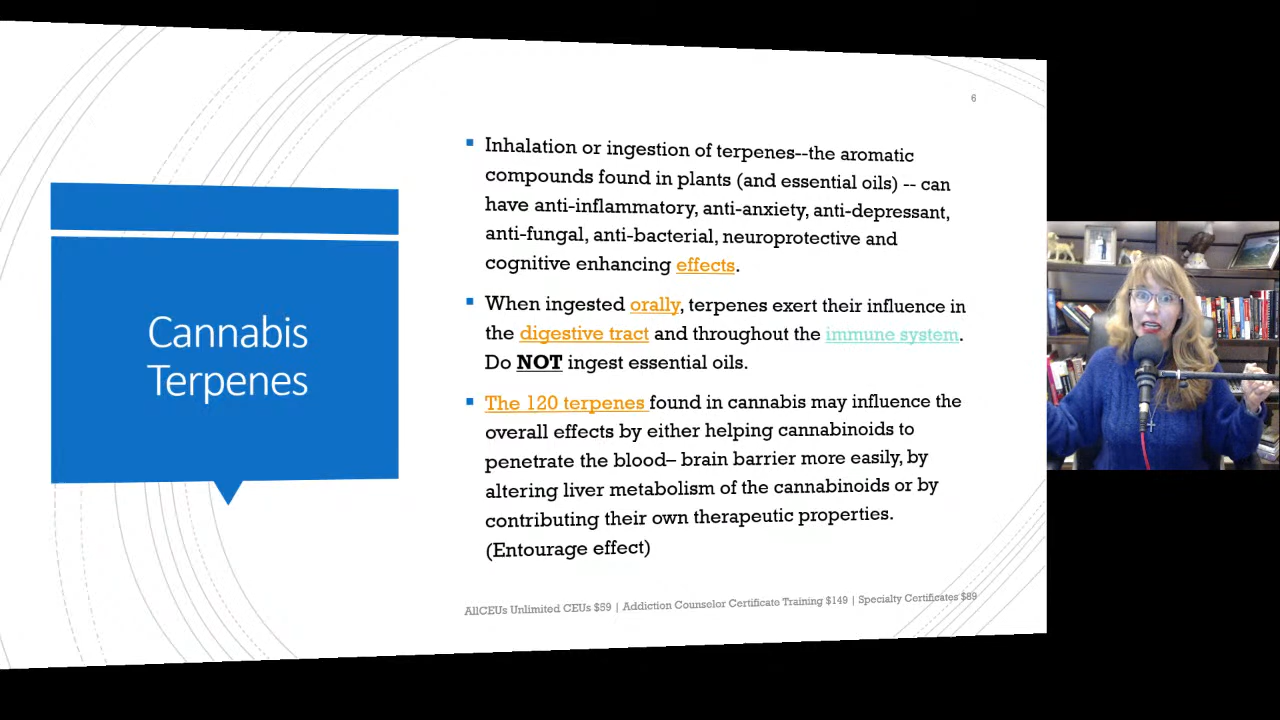 6
Cannabis
Terpenes
Inhalation or ingestion of terpenes--the aromatic
compounds found in plants (and essential oils) -- can
have anti-inflammatory, anti-anxiety, anti-depressant,
anti-fungal, anti-bacterial, neuroprotective and
cognitive enhancing effects.
When ingested orally, terpenes exert their influence in
the digestive tract and throughout the immune system.
Do NOT ingest essential oils.
The 120 terpenes found in cannabis may influence the
overall effects by either helping cannabinoids to
penetrate the blood– brain barrier more easily, by
altering liver metabolism of the cannabinoids or by
contributing their own therapeutic properties.
(Entourage effect)
AllCEUs Unlimited CEUs $59 | Addiction Counselor Certificate Training $149 | Specialty Certificates $89